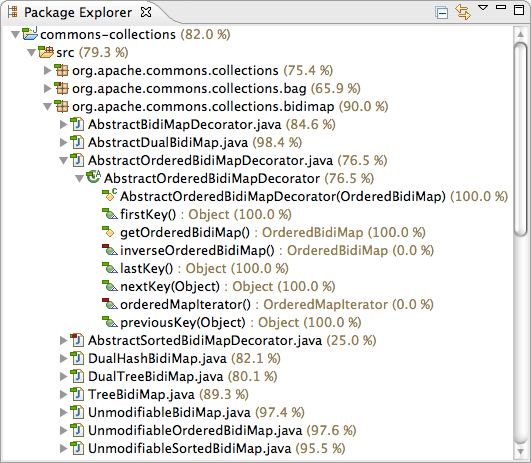 Package Explorer
commons-collections (82.0 %)
src (79.3 %)
org.apache.commons.collections (75.4 %)
org.apache.commons.collections.bag (65.9 %)
org.apache.commons.collections.bidimap (90.0 %)
AbstractBidiMapDecorator.java (84.6 %)
AbstractDualBidiMap.java (98.4 %)
AbstractOrderedBidiMapDecorator.java (76.5 %)
AbstractOrderedBidiMapDecorator (76.5 %)
AbstractOrderedBidiMapDecorator(OrderedBidiMap) (100.0 %)
firstKey() : Object (100.0 %)
getOrderedBidiMap() : OrderedBidiMap (100.0 %)
inverseOrderedBidiMap() : OrderedBidiMap (0.0 %)
lastKey() : Object (100.0 %)
nextKey(Object) : Object (100.0 %)
orderedMapIterator() : OrderedMapIterator (0.0 %)
previousKey(Object) : Object (100.0 %)
AbstractSortedBidiMapDecorator.java (25.0 %)
DualHashBidiMap.java (82.1 %)
DualTreeBidiMap.java (80.1 %)
TreeBidiMap.java (89.3 %)
UnmodifiableBidiMap.java (97.4 %)
UnmodifiableOrderedBidiMap.java (97.6 %)
UnmodifiableSortedBidiMap.java (95.5 %)